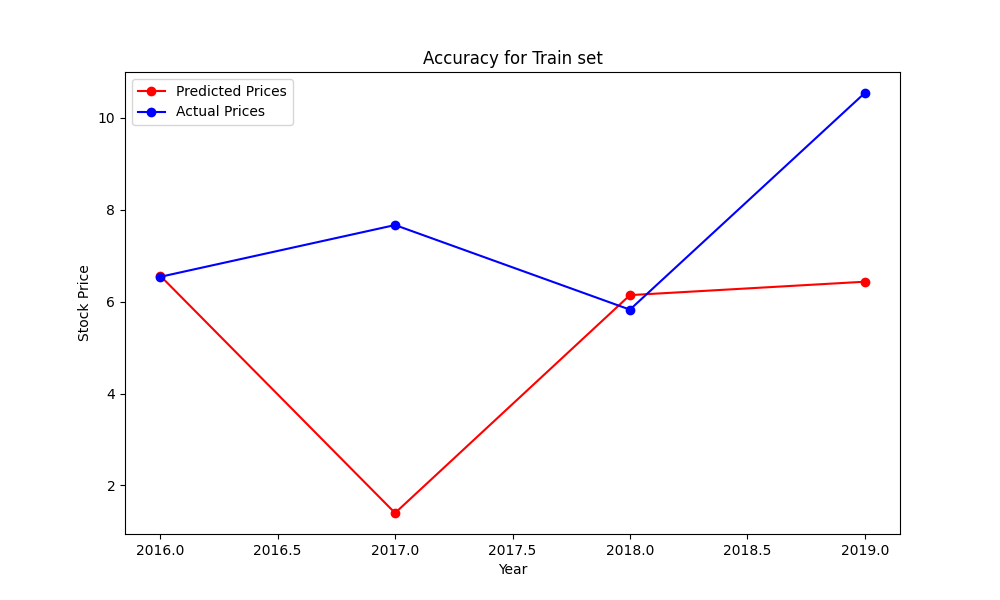 Accuracy for Train set
Predicted Prices
Actual Prices
10
8
6
4
2
Stock Price
2016.0 2016.5 2017.0 2017.5 2018.0 2018.5 2019.0
Year